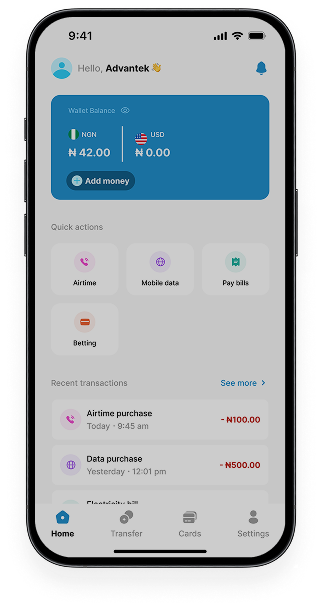 9:41
Hello, Advantek 👋
Wallet Balance
NGN USD
₦ 42.00 ₦ 0.00
Add money
Quick actions
Airtime Mobile data Pay bills
Betting
Recent transactions See more
Airtime purchase
Today · 9:45 am
- ₦100.00
Data purchase
Yesterday · 12:01 pm
- ₦500.00
Electricity bill
Home Transfer Cards Settings